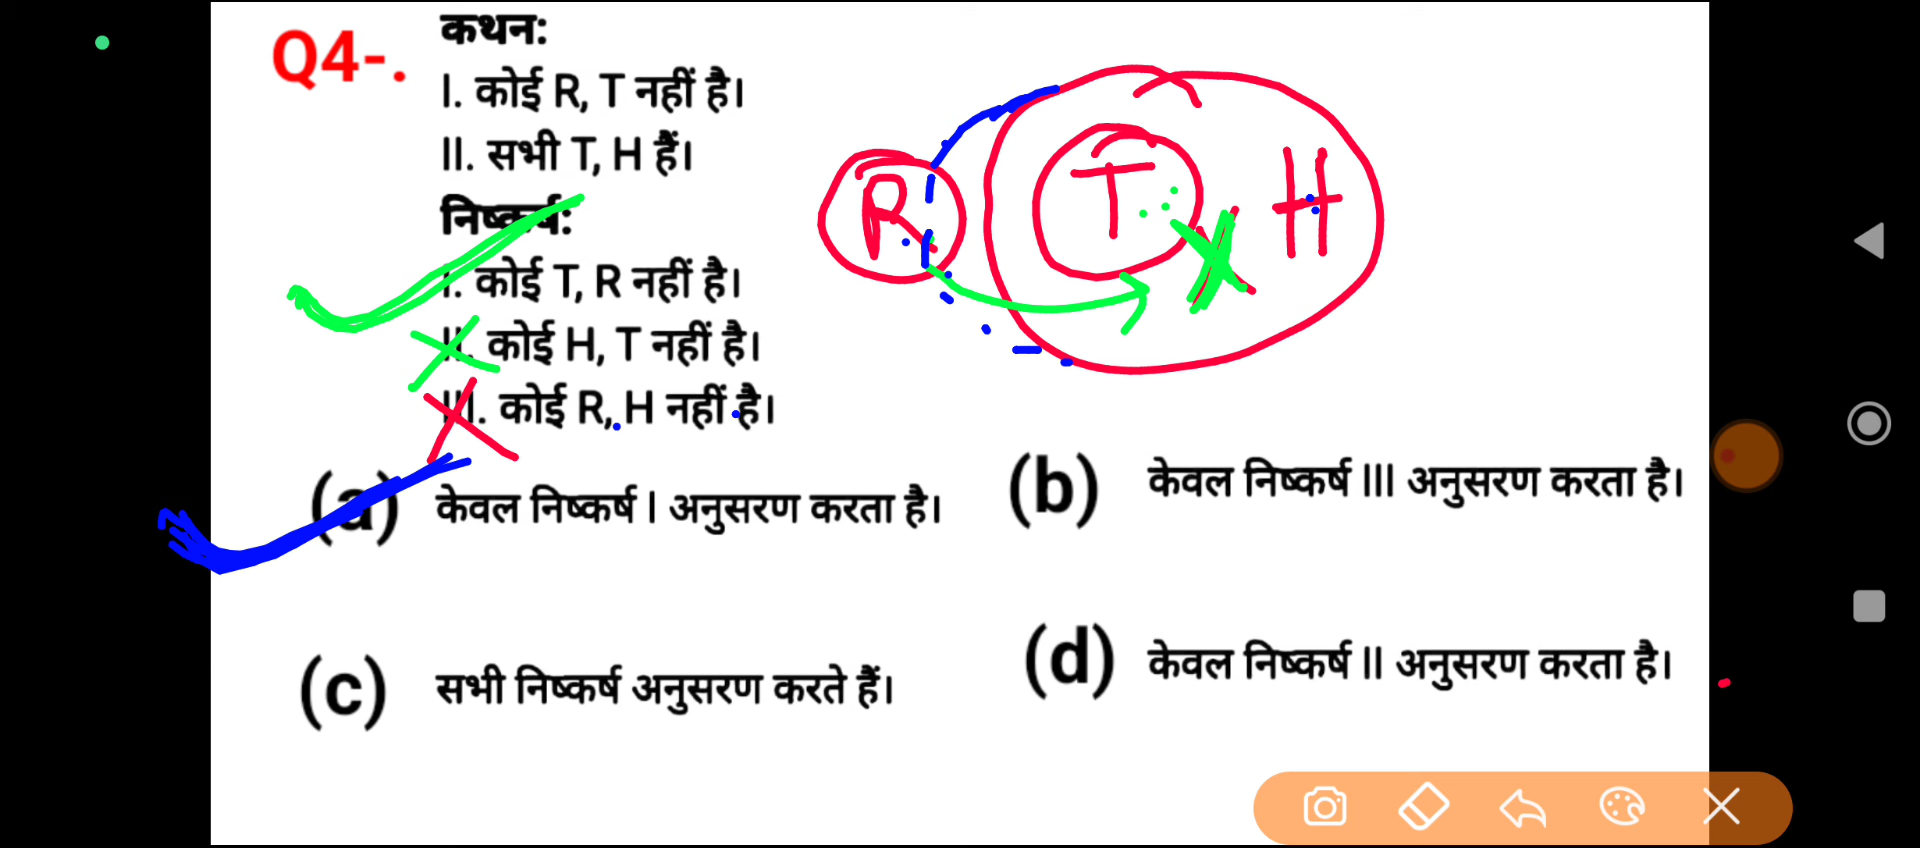 Q4-.
कथन:
I. कोई R, T नहीं है।
II. सभी T, H हैं।
निष्कर्ष:
I. कोई T, R नहीं है।
II. कोई H, T नहीं है।
III. कोई R, H नहीं है।
(a) केवल निष्कर्ष I अनुसरण करता है।
(b) केवल निष्कर्ष III अनुसरण करता है।
(c) सभी निष्कर्ष अनुसरण करते हैं।
(d) केवल निष्कर्ष II अनुसरण करता है।
R T H